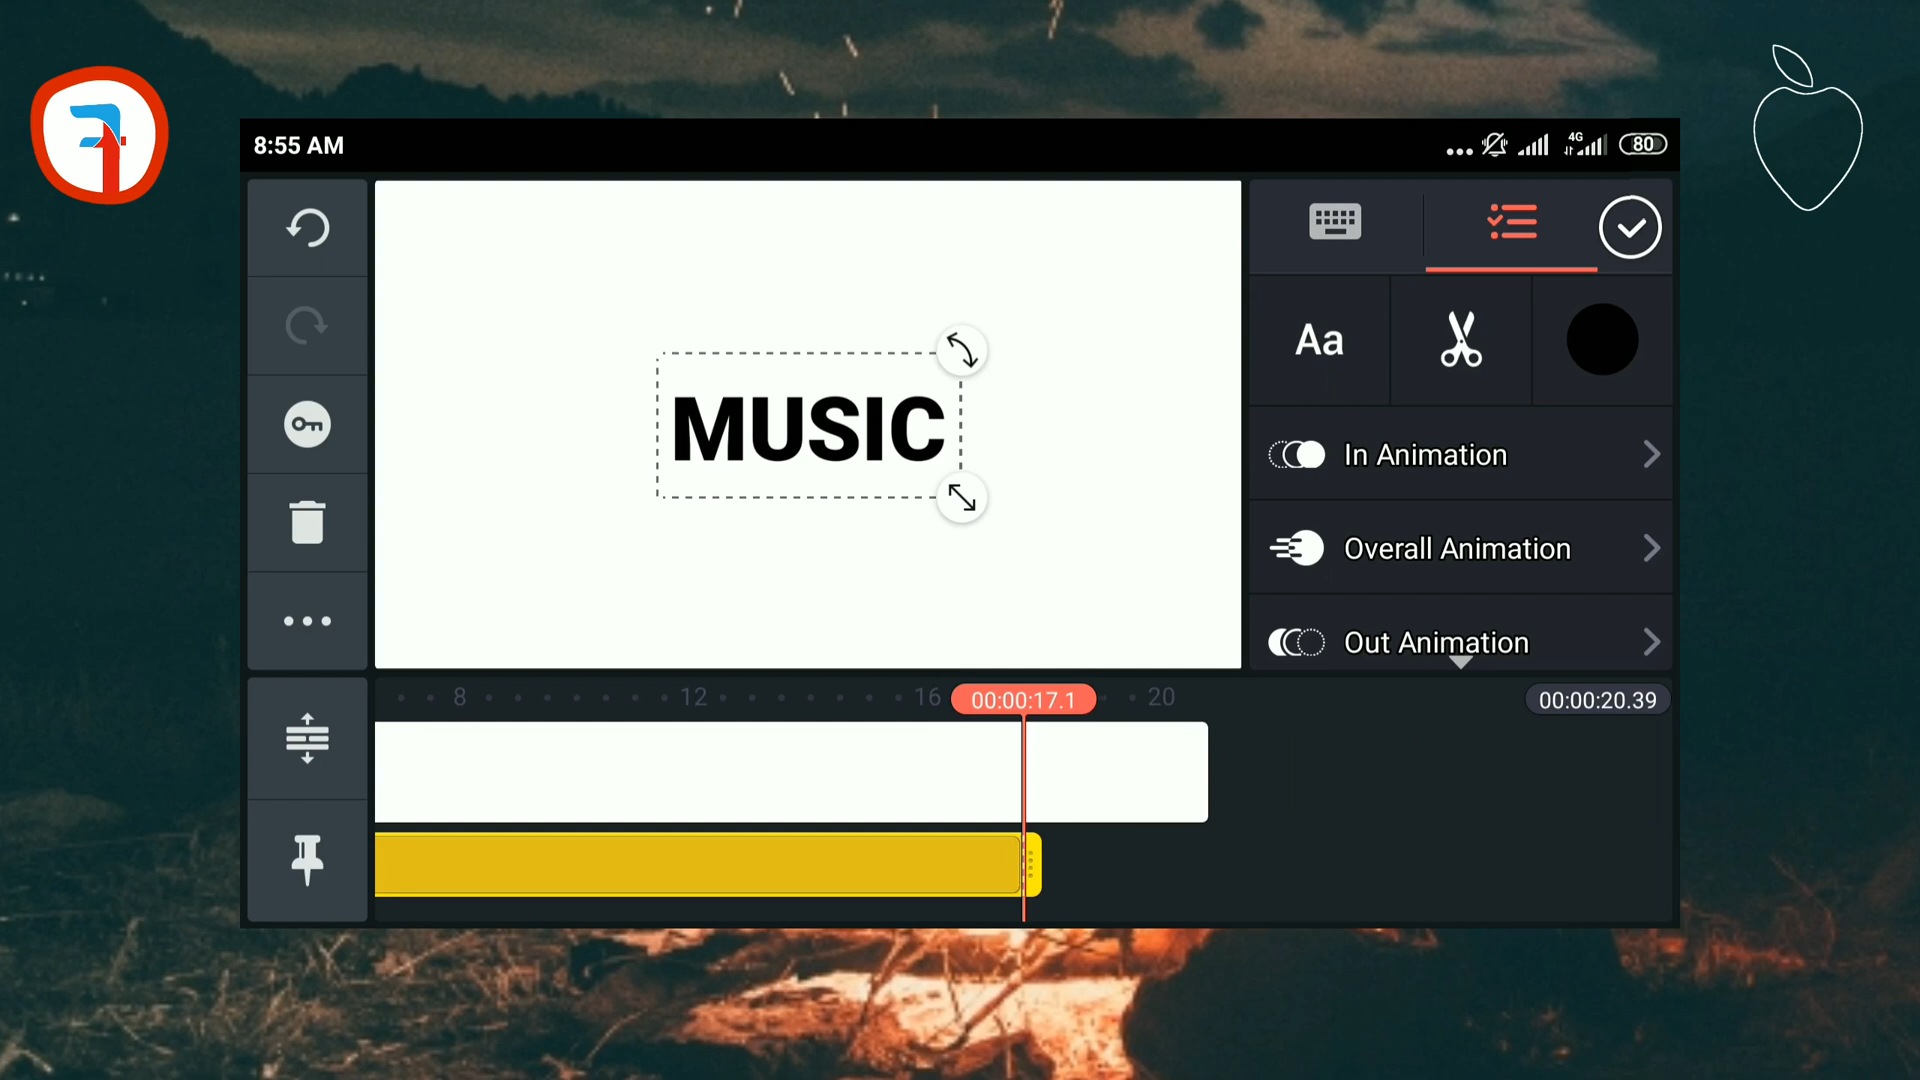 8:55 AM
4G
80
MUSIC
Aa
In Animation
Overall Animation
Out Animation
8 12 16 00:00:17.1 20 00:00:20.39